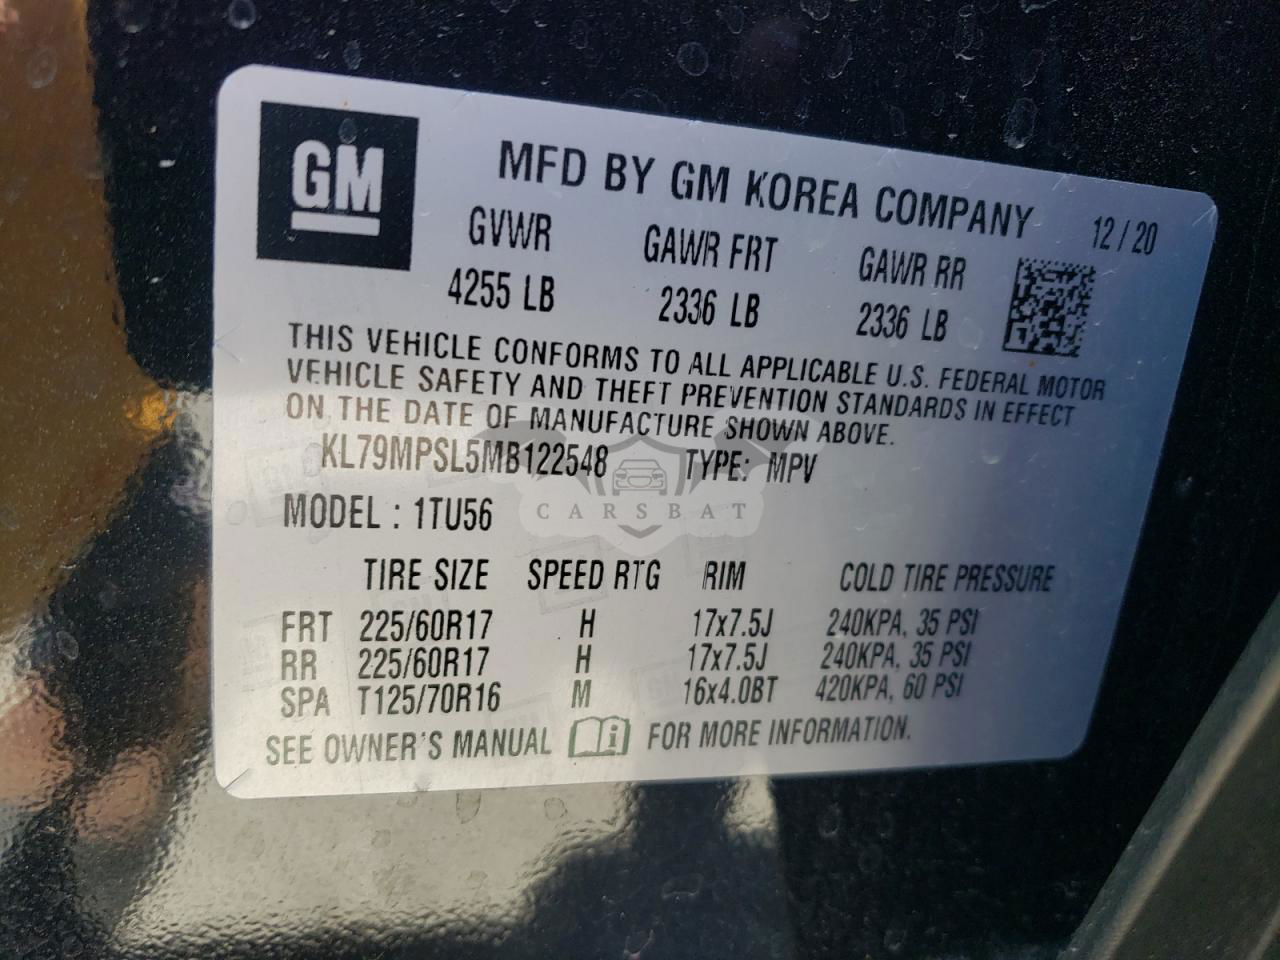 GM
MFD BY GM KOREA COMPANY 12/20
GVWR GAWR FRT GAWR RR
4255 LB 2336 LB 2336 LB
THIS VEHICLE CONFORMS TO ALL APPLICABLE U.S. FEDERAL MOTOR
VEHICLE SAFETY AND THEFT PREVENTION STANDARDS IN EFFECT
ON THE DATE OF MANUFACTURE SHOWN ABOVE.
KL79MPSL5MB122548 TYPE: MPV
CARSBAT
MODEL : 1TU56
TIRE SIZE SPEED RTG RIM COLD TIRE PRESSURE
FRT 225/60R17 H 17x7.5J 240KPA, 35 PSI
RR 225/60R17 H 17x7.5J 240KPA, 35 PSI
SPA T125/70R16 M 16x4.0BT 420KPA, 60 PSI
SEE OWNER'S MANUAL FOR MORE INFORMATION.